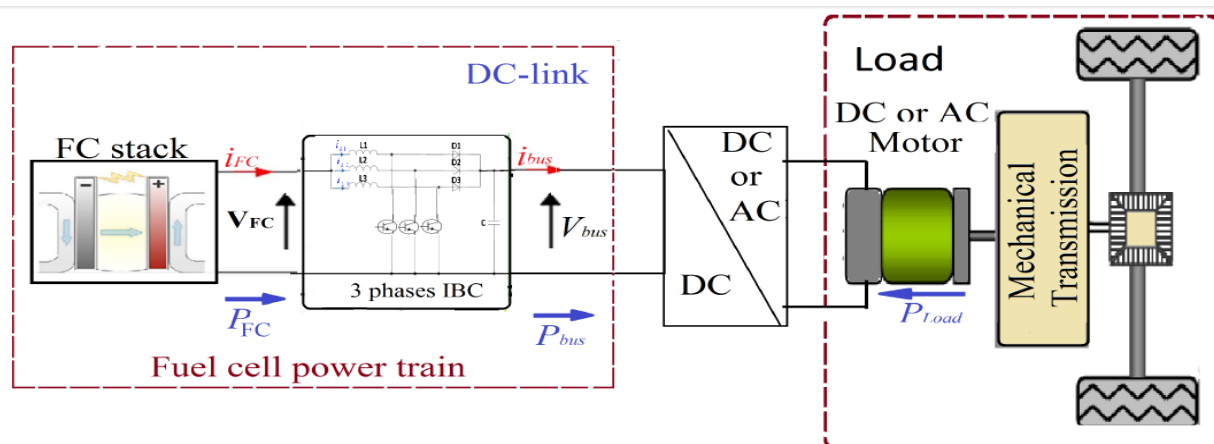 DC-link
FC stack
−
+
iFC
VFC
PFC
iL1
L1
L2
L3
D1
D2
D3
C
3 phases IBC
ibus
Vbus
Pbus
Fuel cell power train
DC
or
AC
DC
Load
DC or AC
Motor
PLoad
Mechanical
Transmission